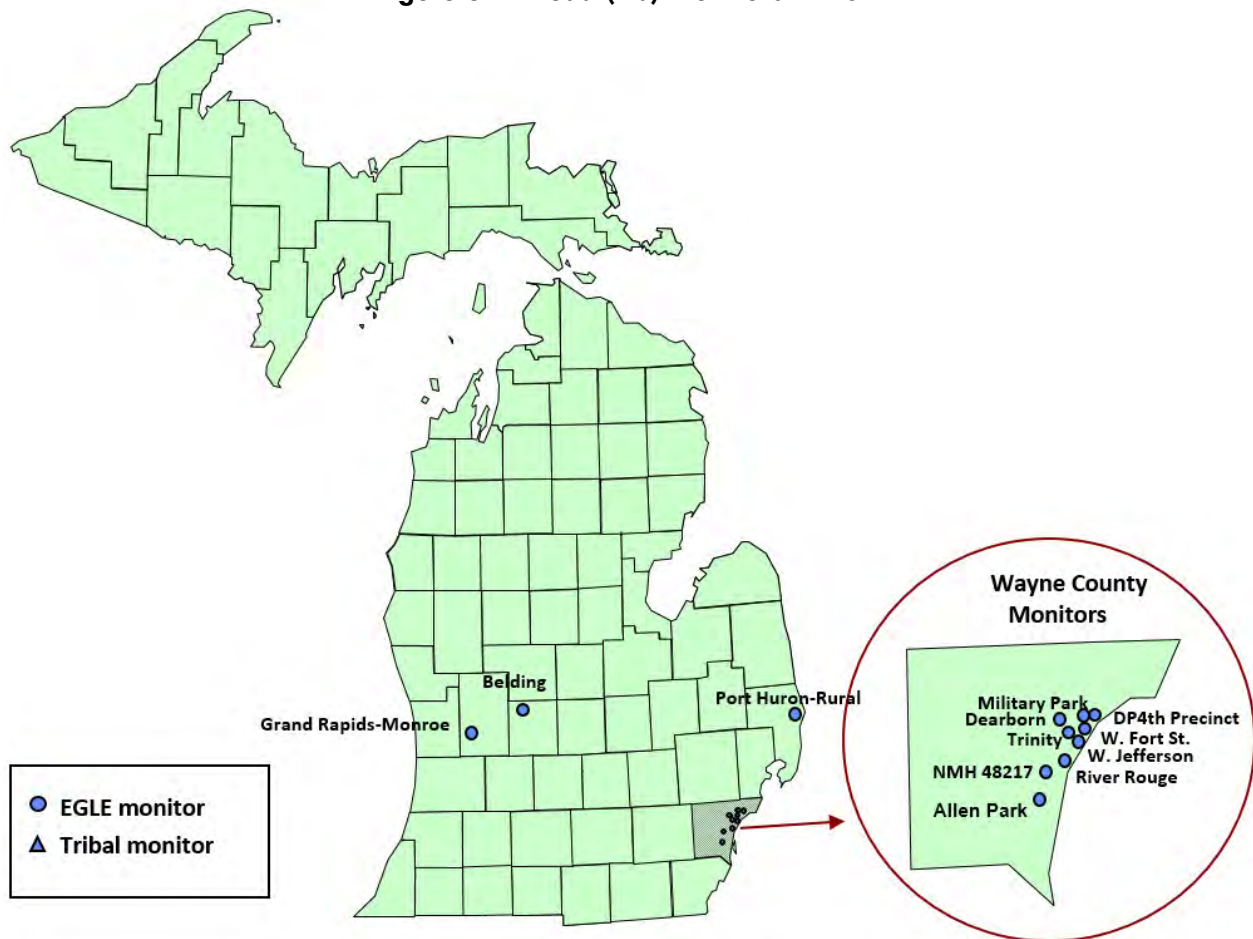 Wayne County
Monitors
Belding
Port Huron-Rural
Grand Rapids-Monroe
Military Park
Dearborn
DP4th Precinct
Trinity
W. Fort St.
W. Jefferson
NMH 48217
River Rouge
Allen Park
EGLE monitor
Tribal monitor